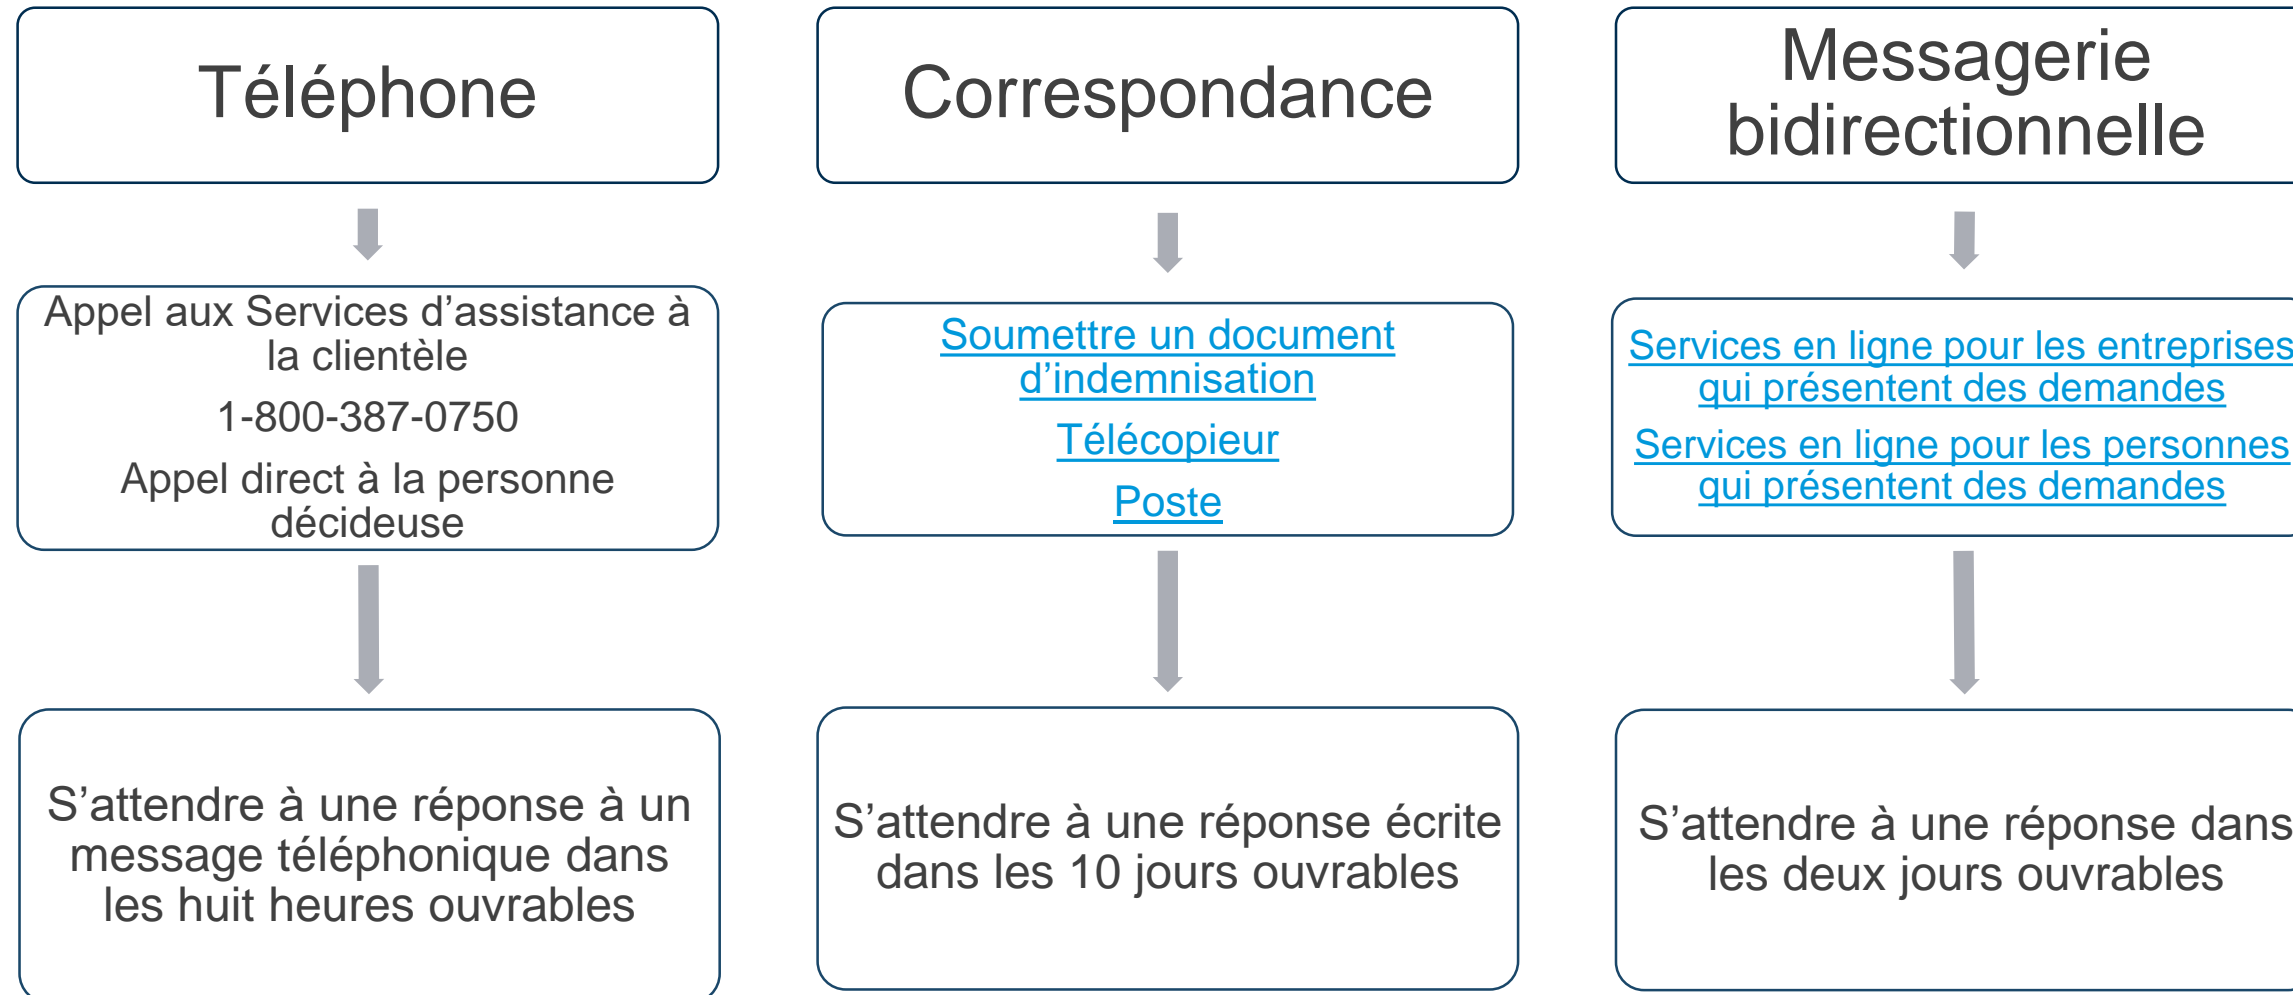 Téléphone
Appel aux Services d’assistance à
la clientèle
1-800-387-0750
Appel direct à la personne
décideuse
S’attendre à une réponse à un
message téléphonique dans
les huit heures ouvrables
Correspondance
Soumettre un document
d’indemnisation
Télécopieur
Poste
S’attendre à une réponse écrite
dans les 10 jours ouvrables
Messagerie
bidirectionnelle
Services en ligne pour les entreprises
qui présentent des demandes
Services en ligne pour les personnes
qui présentent des demandes
S’attendre à une réponse dans
les deux jours ouvrables